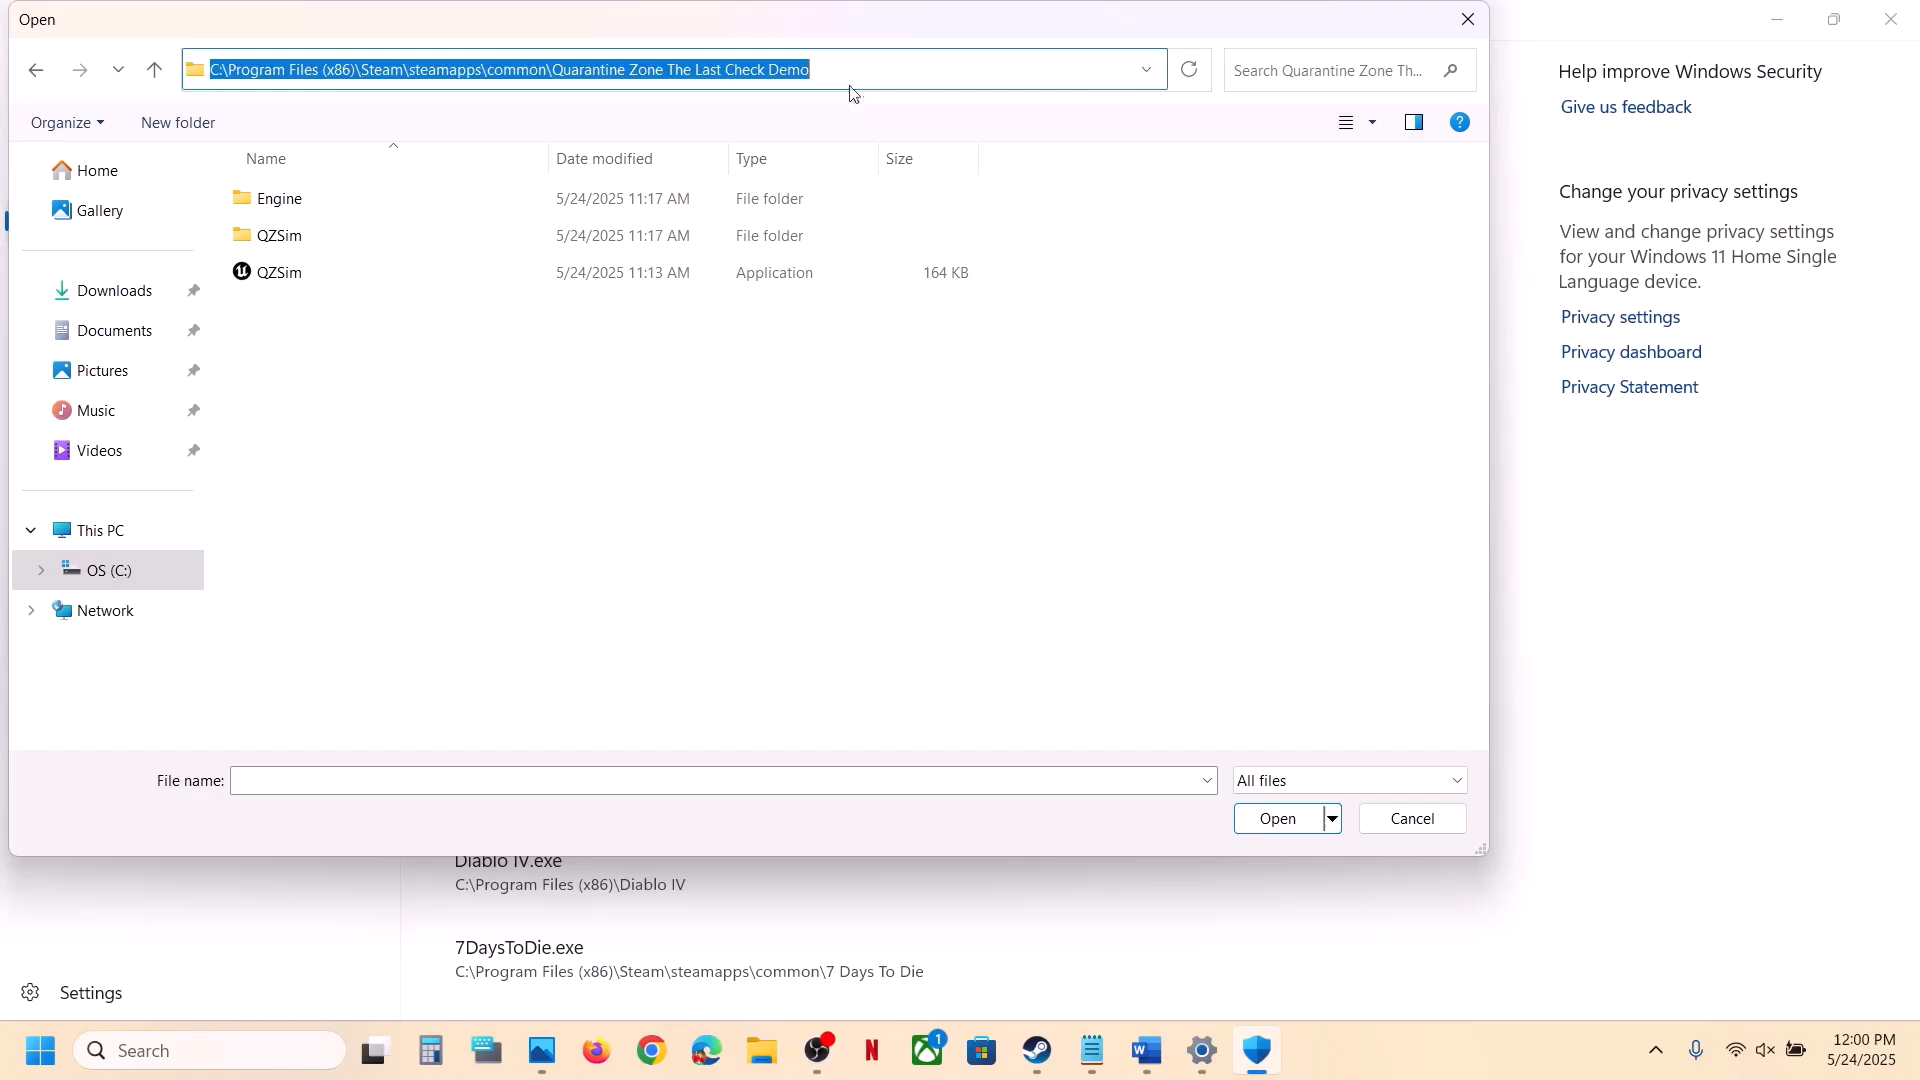 Open
C:\Program Files (x86)\Steam\steamapps\common\Quarantine Zone The Last Check Demo
Search Quarantine Zone Th...
Organize
New folder
Name
Date modified
Type
Size
Home
Gallery
Downloads
Documents
Pictures
Music
Videos
This PC
OS (C:)
Network
Engine
5/24/2025 11:17 AM
File folder
QZSim
5/24/2025 11:17 AM
File folder
QZSim
5/24/2025 11:13 AM
Application
164 KB
File name:
All files
Open
Cancel
Help improve Windows Security
Give us feedback
Change your privacy settings
View and change privacy settings
for your Windows 11 Home Single
Language device.
Privacy settings
Privacy dashboard
Privacy Statement
Diablo IV.exe
C:\Program Files (x86)\Diablo IV
7DaysToDie.exe
C:\Program Files (x86)\Steam\steamapps\common\7 Days To Die
Settings
Search
1
12:00 PM
5/24/2025